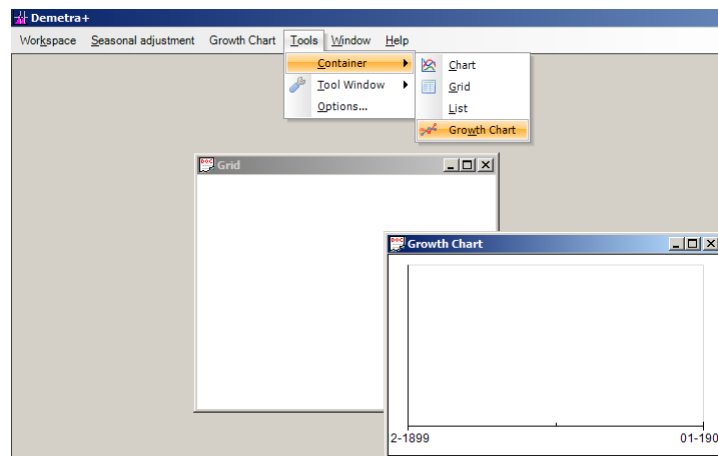 Demetra+
Workspace Seasonal adjustment Growth Chart Tools Window Help
Container
Tool Window
Options...
Chart
Grid
List
Growth Chart
Grid
Growth Chart
2-1899 01-190